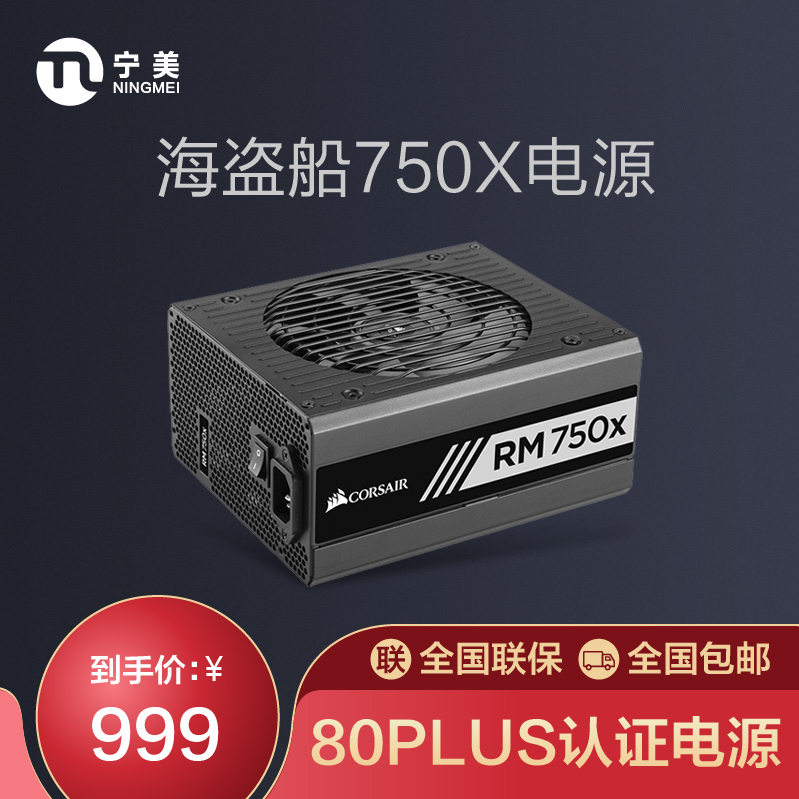 宁美
NINGMEI
海盗船750X电源
RM 750x
RM 750x
CORSAIR
联 全国联保 全国包邮
到手价:¥
999
80PLUS认证电源